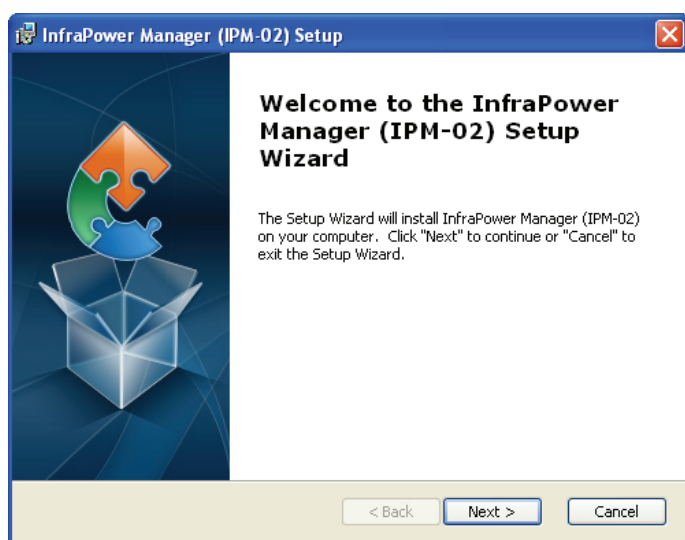 InfraPower Manager (IPM-02) Setup
Welcome to the InfraPower
Manager (IPM-02) Setup
Wizard
The Setup Wizard will install InfraPower Manager (IPM-02)
on your computer. Click "Next" to continue or "Cancel" to
exit the Setup Wizard.
< Back
Next >
Cancel